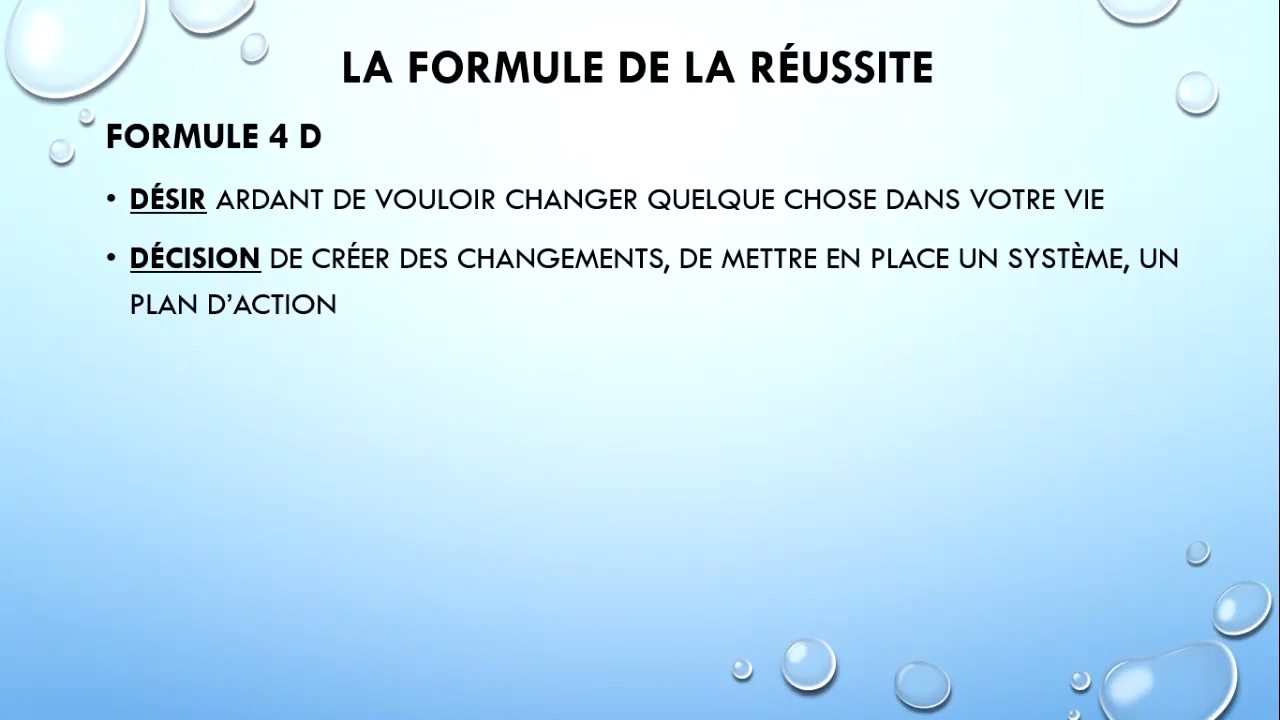 LA FORMULE DE LA RÉUSSITE
FORMULE 4 D
• DÉSIR ARDANT DE VOULOIR CHANGER QUELQUE CHOSE DANS VOTRE VIE
• DÉCISION DE CRÉER DES CHANGEMENTS, DE METTRE EN PLACE UN SYSTÈME, UN
PLAN D’ACTION